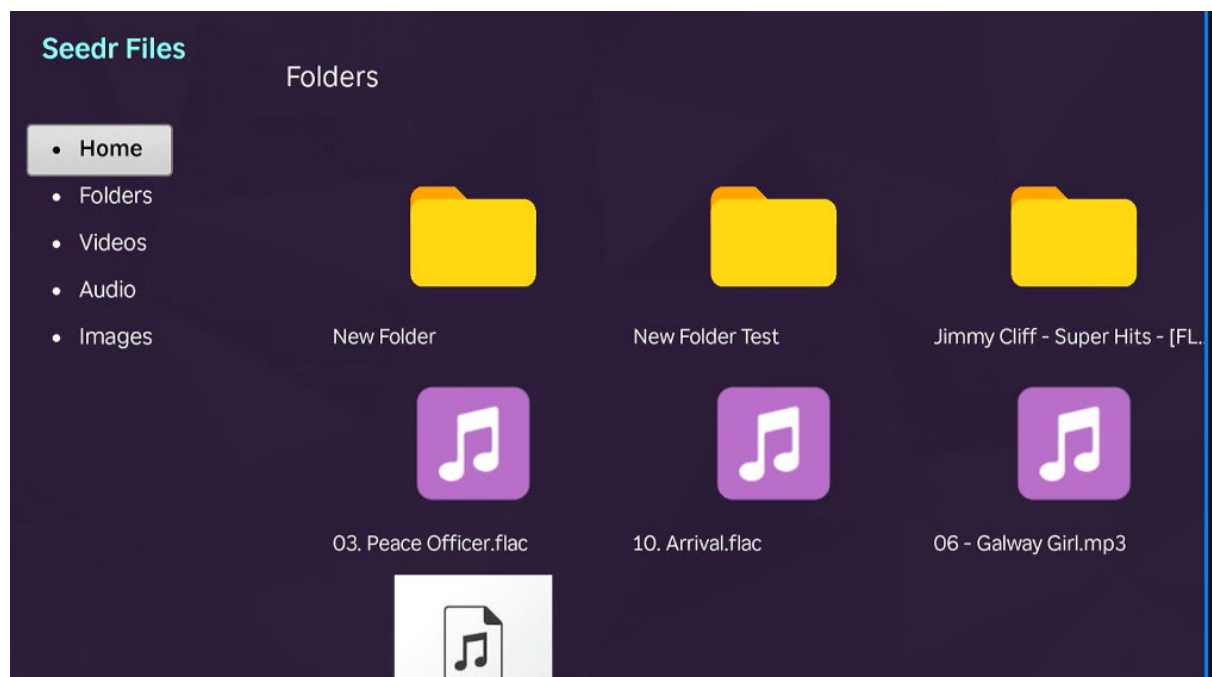 Seedr Files
Folders
• Home
• Folders
• Videos
• Audio
• Images
New Folder
New Folder Test
Jimmy Cliff - Super Hits - [FL..
03. Peace Officer.flac
10. Arrival.flac
06 - Galway Girl.mp3